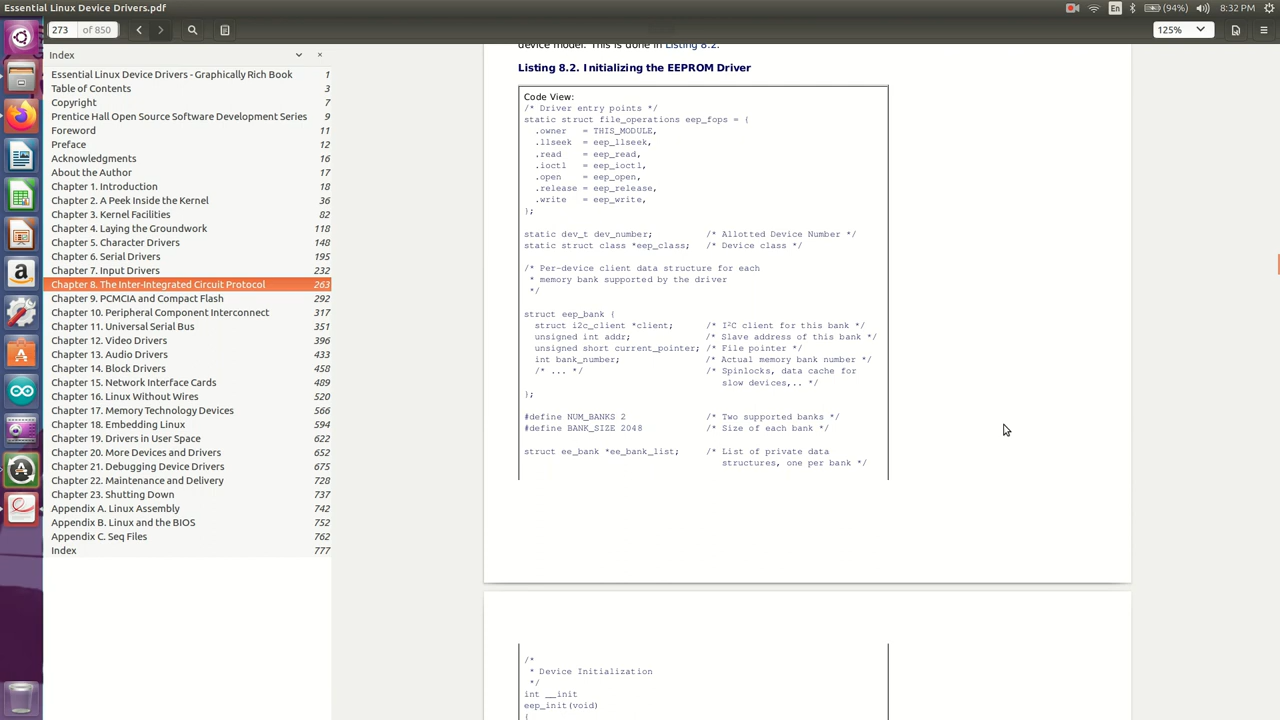 Essential Linux Device Drivers.pdf
En
(94%)
8:32 PM
273
of 850
125%
Index
Essential Linux Device Drivers - Graphically Rich Book 1
Table of Contents 3
Copyright 7
Prentice Hall Open Source Software Development Series 9
Foreword 11
Preface 12
Acknowledgments 16
About the Author 17
Chapter 1. Introduction 18
Chapter 2. A Peek Inside the Kernel 36
Chapter 3. Kernel Facilities 82
Chapter 4. Laying the Groundwork 118
Chapter 5. Character Drivers 148
Chapter 6. Serial Drivers 195
Chapter 7. Input Drivers 232
Chapter 8. The Inter-Integrated Circuit Protocol 263
Chapter 9. PCMCIA and Compact Flash 292
Chapter 10. Peripheral Component Interconnect 317
Chapter 11. Universal Serial Bus 351
Chapter 12. Video Drivers 396
Chapter 13. Audio Drivers 433
Chapter 14. Block Drivers 458
Chapter 15. Network Interface Cards 489
Chapter 16. Linux Without Wires 520
Chapter 17. Memory Technology Devices 566
Chapter 18. Embedding Linux 594
Chapter 19. Drivers in User Space 622
Chapter 20. More Devices and Drivers 647
Chapter 21. Debugging Device Drivers 675
Chapter 22. Maintenance and Delivery 728
Chapter 23. Shutting Down 737
Appendix A. Linux Assembly 742
Appendix B. Linux and the BIOS 752
Appendix C. Seq Files 762
Index 777
device model. This is done in Listing 8.2.
Listing 8.2. Initializing the EEPROM Driver
Code View:
/* Driver entry points */
static struct file_operations eep_fops = {
.owner = THIS_MODULE,
.llseek = eep_llseek,
.read = eep_read,
.ioctl = eep_ioctl,
.open = eep_open,
.release = eep_release,
.write = eep_write,
};
static dev_t dev_number; /* Allotted Device Number */
static struct class *eep_class; /* Device class */
/* Per-device client data structure for each
* memory bank supported by the driver
*/
struct eep_bank {
struct i2c_client *client; /* I²C client for this bank */
unsigned int addr; /* Slave address of this bank */
unsigned short current_pointer; /* File pointer */
int bank_number; /* Actual memory bank number */
/* ... */ /* Spinlocks, data cache for
slow devices,.. */
};
#define NUM_BANKS 2 /* Two supported banks */
#define BANK_SIZE 2048 /* Size of each bank */
struct ee_bank *ee_bank_list; /* List of private data
structures, one per bank */
/*
* Device Initialization
*/
int __init
eep_init(void)
{